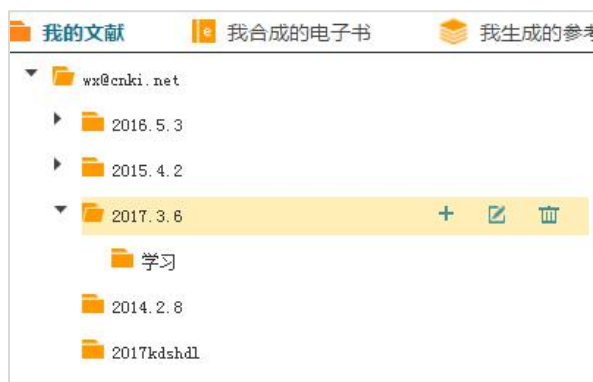 我的文献 e 我合成的电子书 我生成的参考
wx@cnki.net
2016.5.3
2015.4.2
2017.3.6
学习
2014.2.8
2017kdshdl